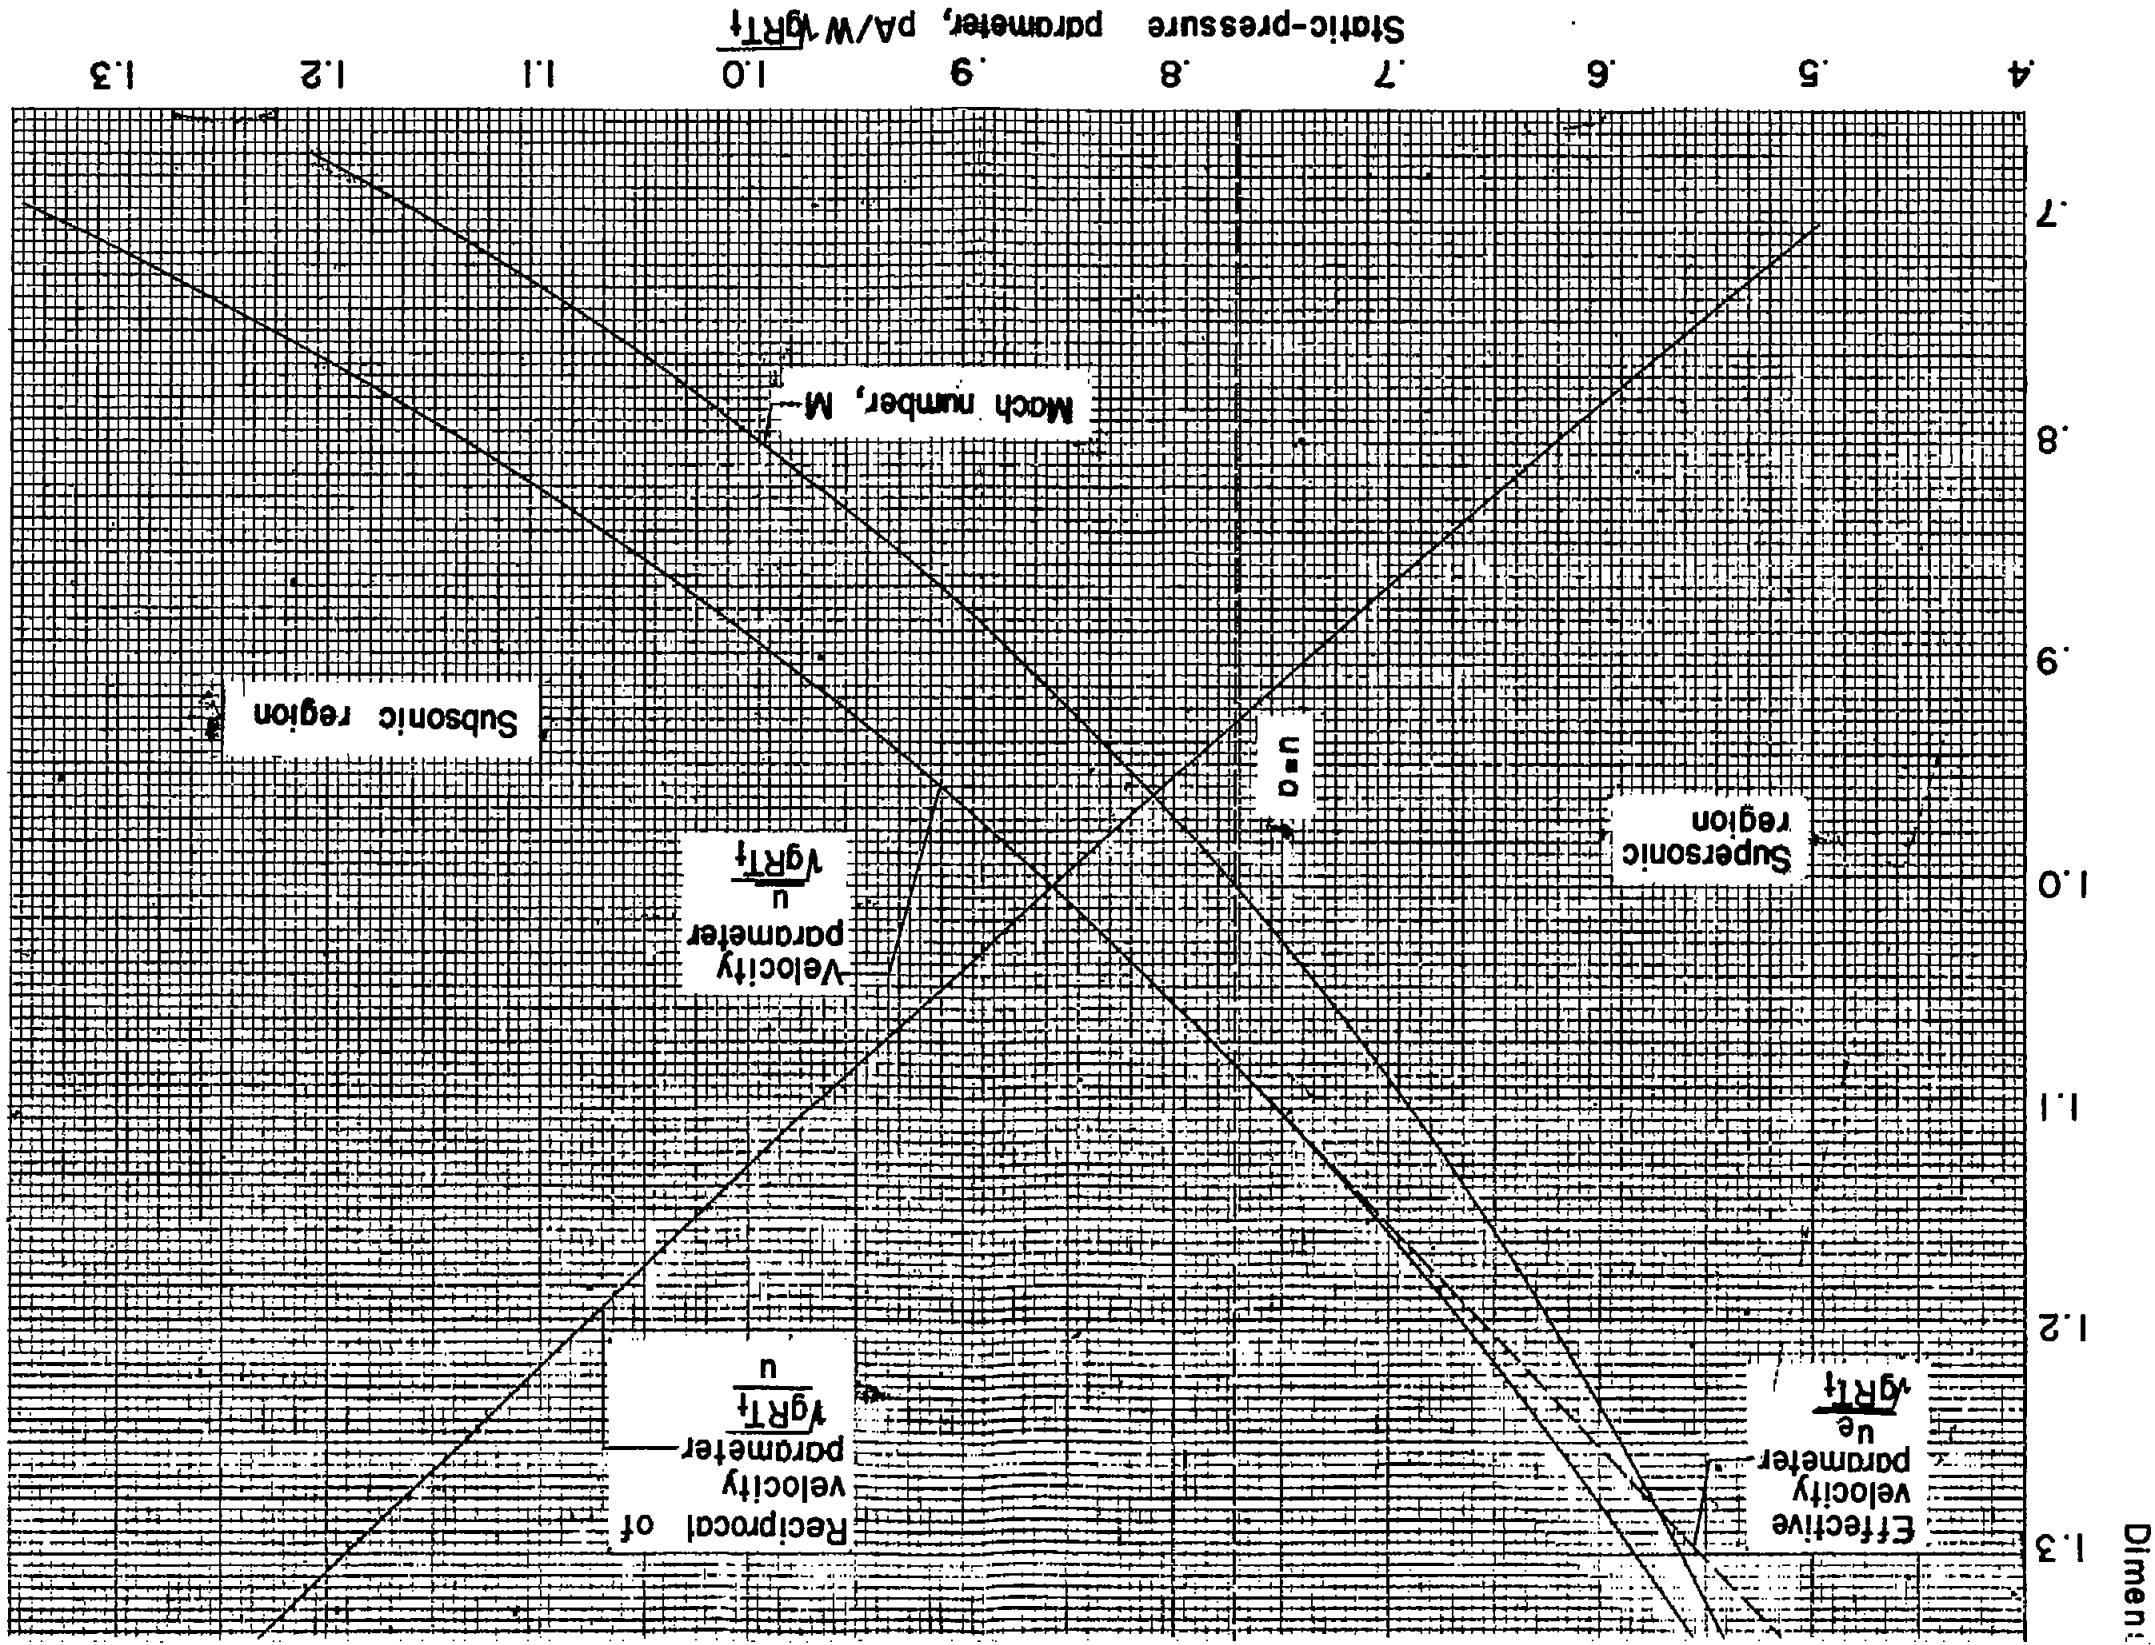 Dimen
1.3
1.2
1.1
1.0
.9
.8
.7
Effective
velocity
parameter
uₑ
√gRTₜ
Reciprocal of
velocity
parameter
√gRTₜ
u
Velocity
parameter
u
√gRTₜ
Supersonic
region
u=a
Subsonic region
Mach number, M
.4 .5 .6 .7 .8 .9 1.0 1.1 1.2 1.3
Static-pressure parameter, pA/W√gRTₜ